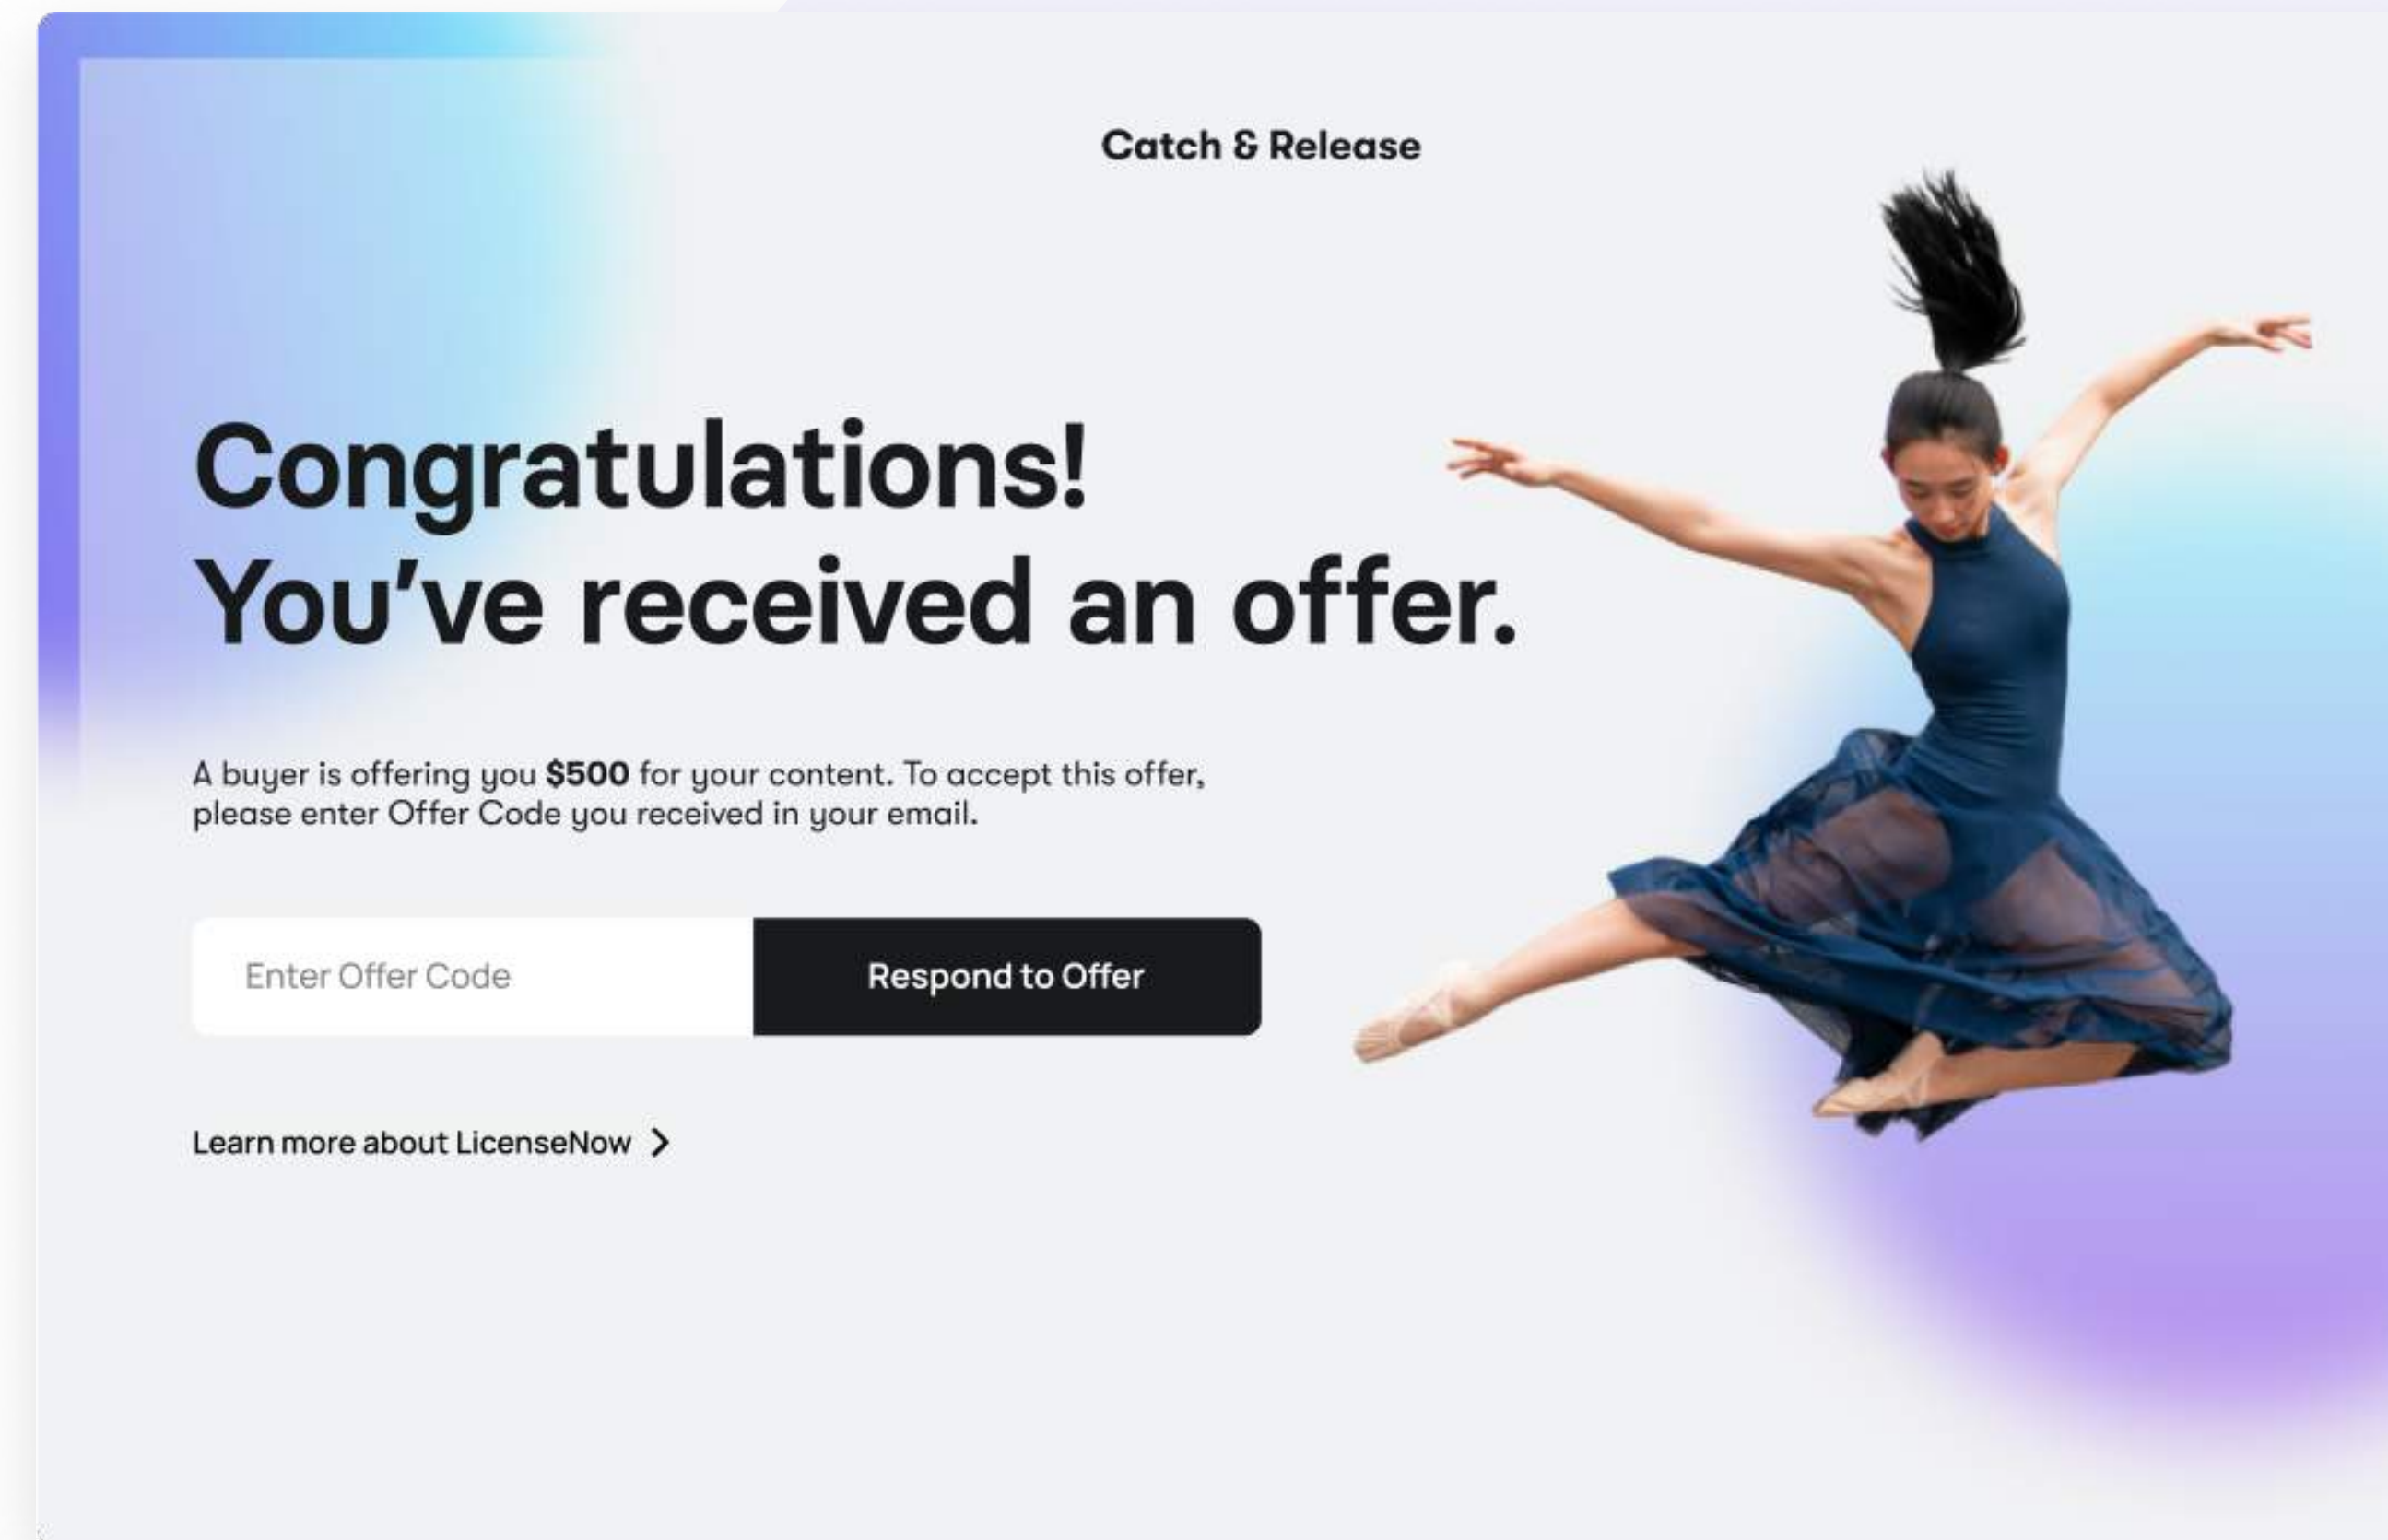 Catch & Release
Congratulations!
You’ve received an offer.
A buyer is offering you $500 for your content. To accept this offer,
please enter Offer Code you received in your email.
Enter Offer Code
Respond to Offer
Learn more about LicenseNow